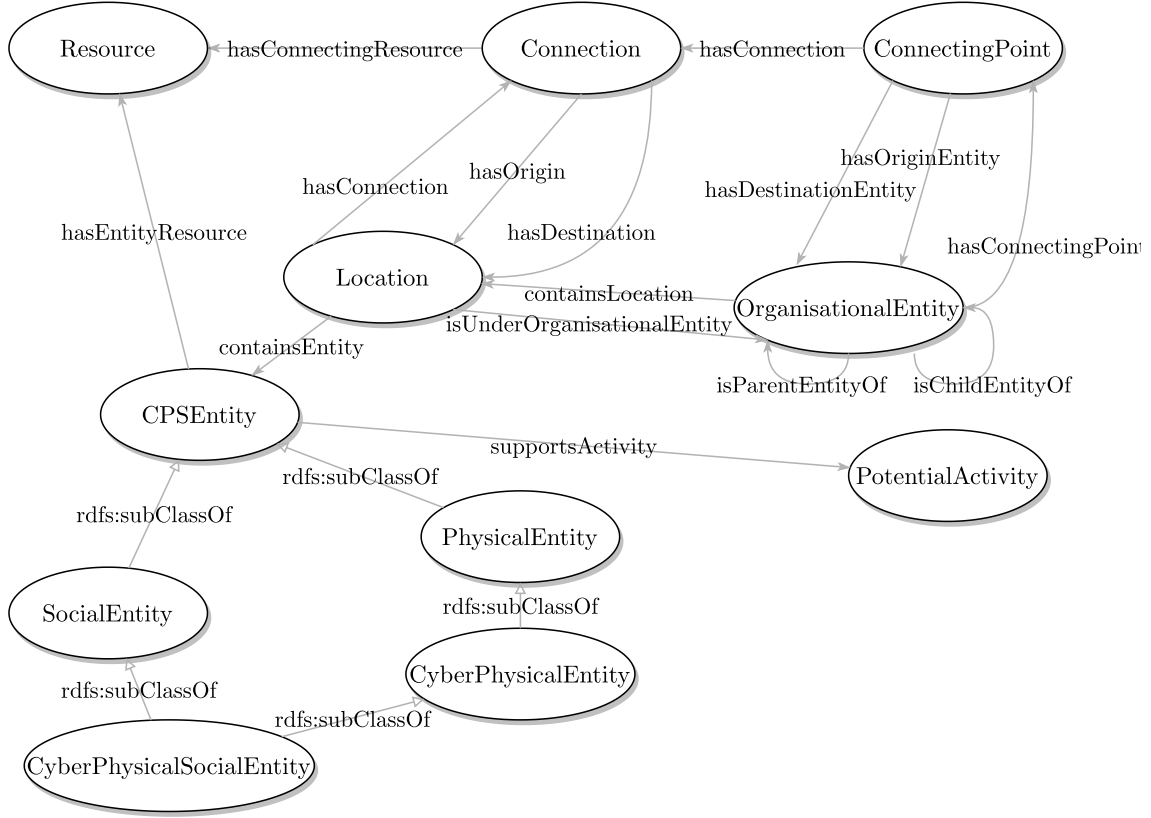 Resource
hasConnectingResource
Connection
hasConnection
ConnectingPoint
hasOriginEntity
hasOrigin
hasConnection
hasDestinationEntity
hasEntityResource
hasDestination
hasConnectingPoint
Location
containsLocation
OrganisationalEntity
isUnderOrganisationalEntity
containsEntity
isParentEntityOf
isChildEntityOf
CPSEntity
supportsActivity
rdfs:subClassOf
PotentialActivity
rdfs:subClassOf
PhysicalEntity
rdfs:subClassOf
SocialEntity
CyberPhysicalEntity
rdfs:subClassOf
rdfs:subClassOf
CyberPhysicalSocialEntity